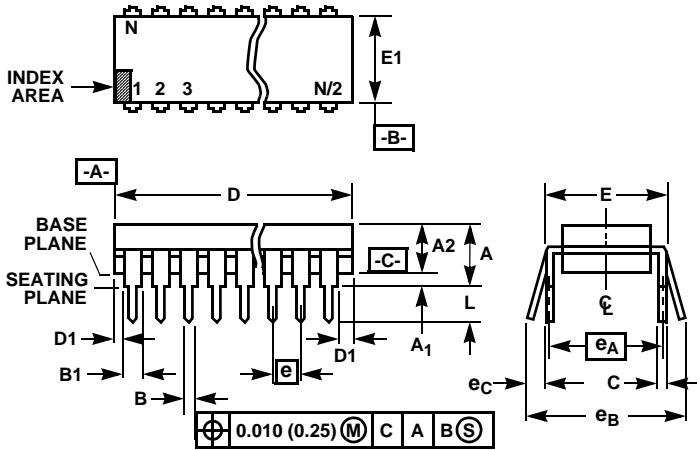 N
E1
INDEX
AREA
1 2 3 N/2
-B-
-A-
D
E
BASE
PLANE
A2
A
-C-
SEATING
PLANE
L
C
L
D1
A1
D1
eA
B1
e
eC
C
B
eB
0.010 (0.25) M C A B S